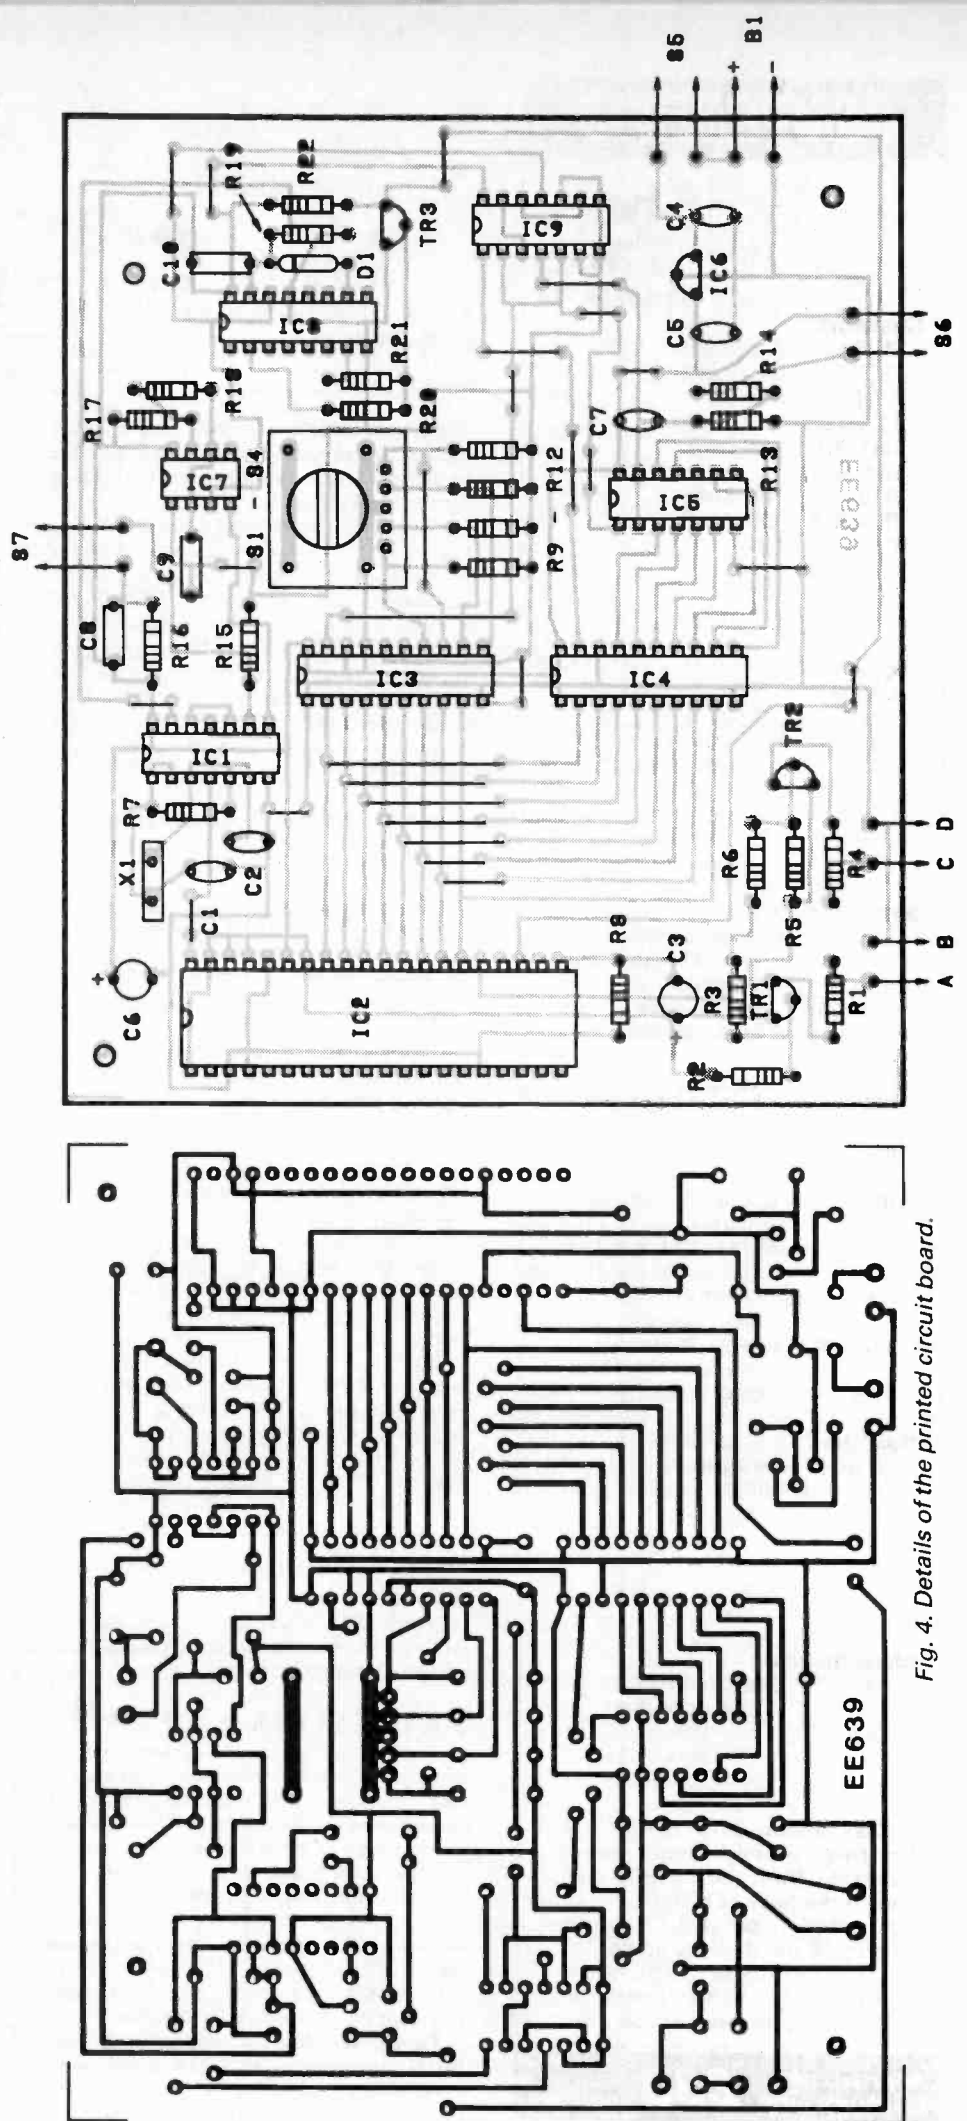 S7
S5
+ B1
-
R19
R22
C10
D1
TR3
IC8
R17
R18
R21
R20
IC9
C4
IC6
C5
R14
S6
C7
IC7
S1 - S4
C9
R12
R9 -
IC5
R13
EE639
C8
R16
R15
IC3
IC4
TR2
IC1
R7
X1
C2
C1
+
C6
IC2
R8
C3
+
R3
R2
TR1
R1
R6
R5
R4
A
B
C
D
EE639
Fig. 4. Details of the printed circuit board.